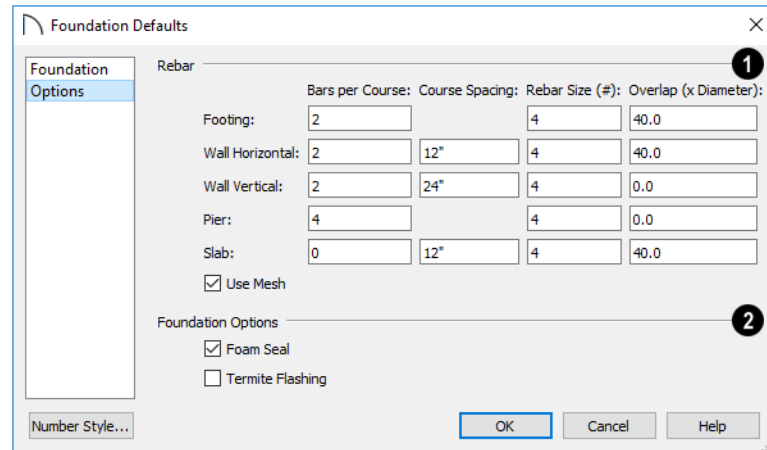 Foundation Defaults
Foundation
Options
Rebar
1
Bars per Course: Course Spacing: Rebar Size (#): Overlap (x Diameter):
Footing: 2 4 40.0
Wall Horizontal: 2 12" 4 40.0
Wall Vertical: 2 24" 4 0.0
Pier: 4 4 0.0
Slab: 0 12" 4 40.0
Use Mesh
Foundation Options
2
Foam Seal
Termite Flashing
Number Style... OK Cancel Help